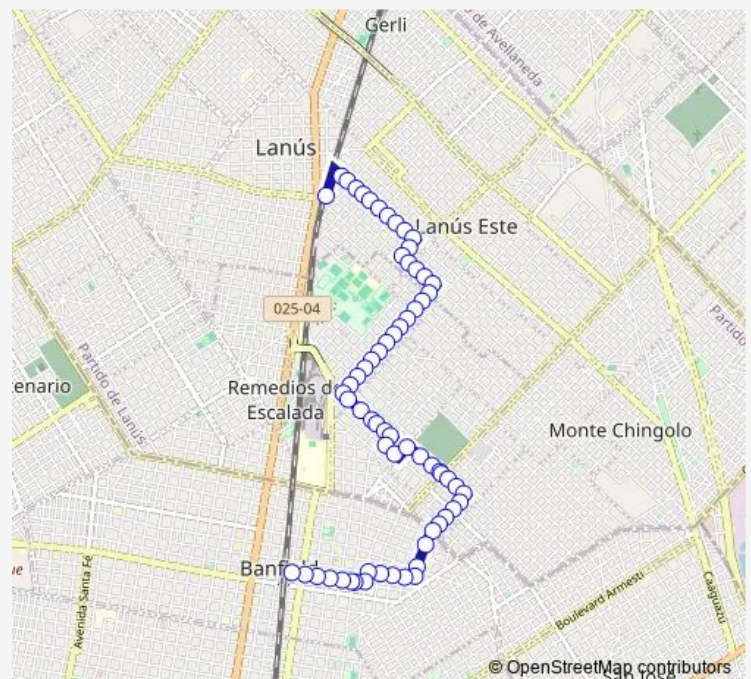 Gerli
Partido de Avellaneda
Lanús
Lanús Este
025-04
Partido
Partido de Lanús
enario
Remedios de
Escalada
Monte Chingolo
Banfield
Avenida Santa Fe
Boulevard Armesti
Caaguazú
San José
© OpenStreetMap contributors